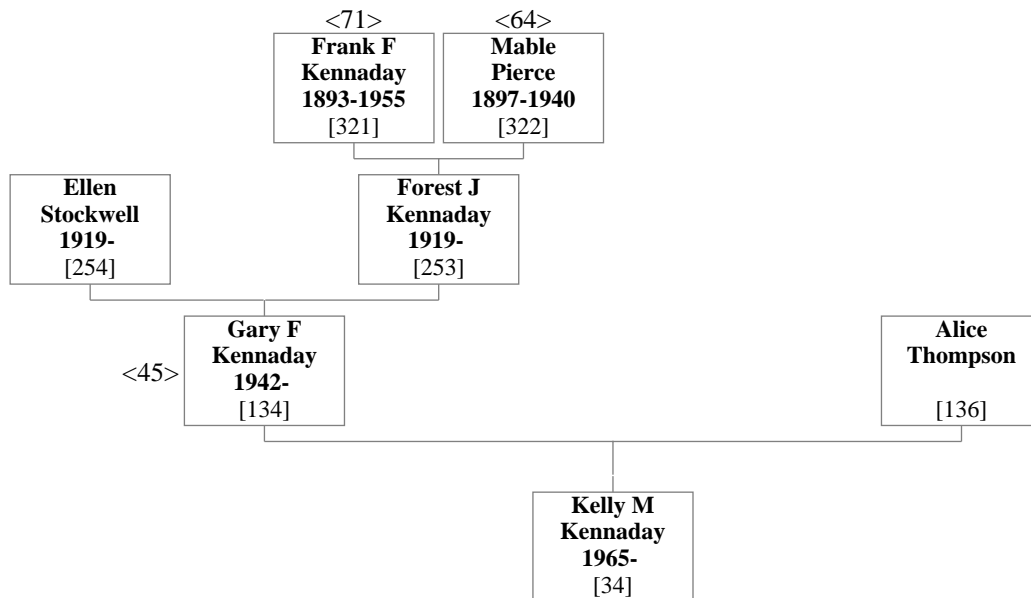 <71>
<64>
Frank F
Kennaday
1893-1955
[321]
Mable
Pierce
1897-1940
[322]
Ellen
Stockwell
1919-
[254]
Forest J
Kennaday
1919-
[253]
<45>
Gary F
Kennaday
1942-
[134]
Alice
Thompson
[136]
Kelly M
Kennaday
1965-
[34]